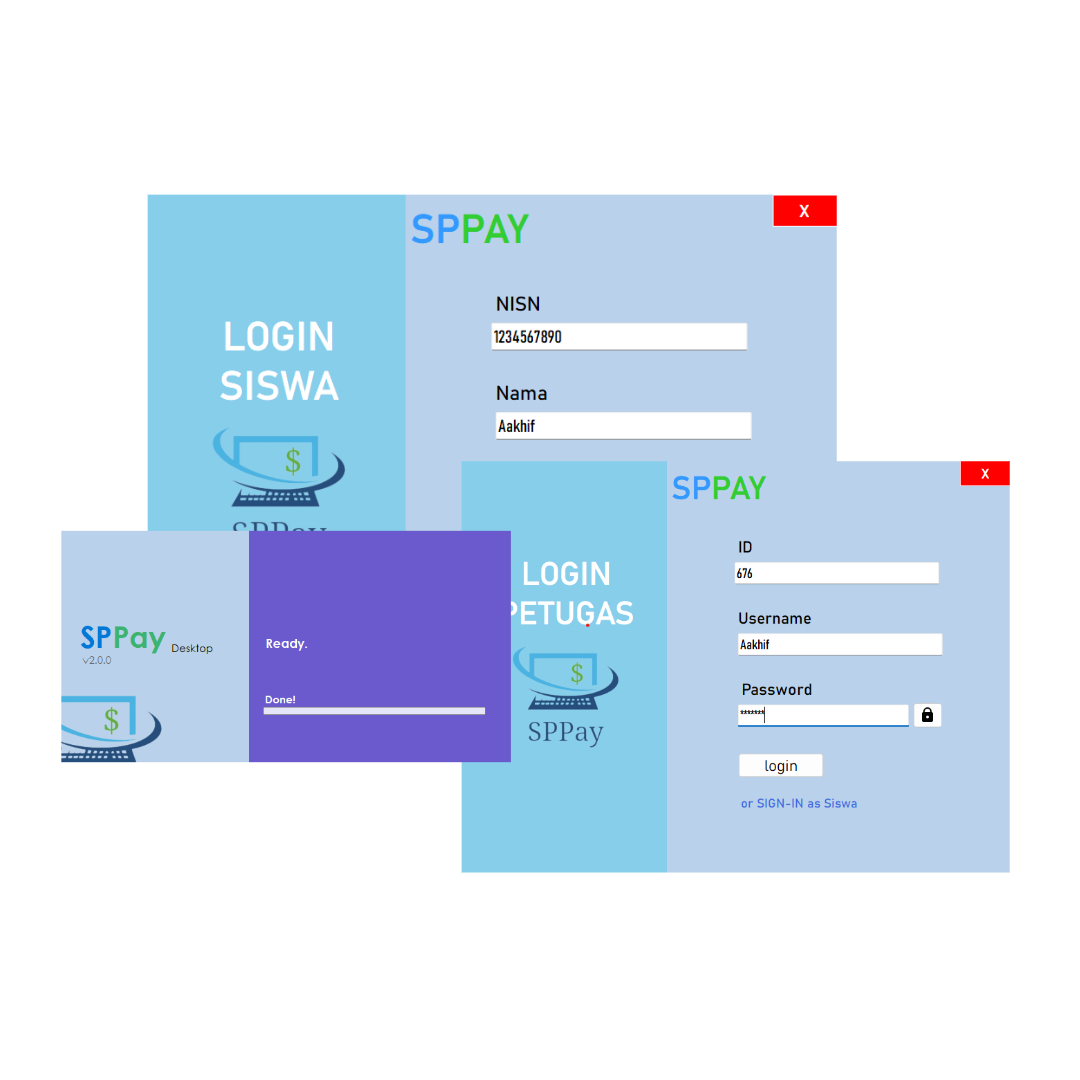 SPPAY
X
LOGIN
SISWA
NISN
1234567890
Nama
Aakhif
$
SPPay
SPPAY
X
LOGIN
PETUGAS
$
SPPay
ID
676
Username
Aakhif
Password
*******
login
or SIGN-IN as Siswa
SPPay Desktop
v2.0.0
$
Ready.
Done!